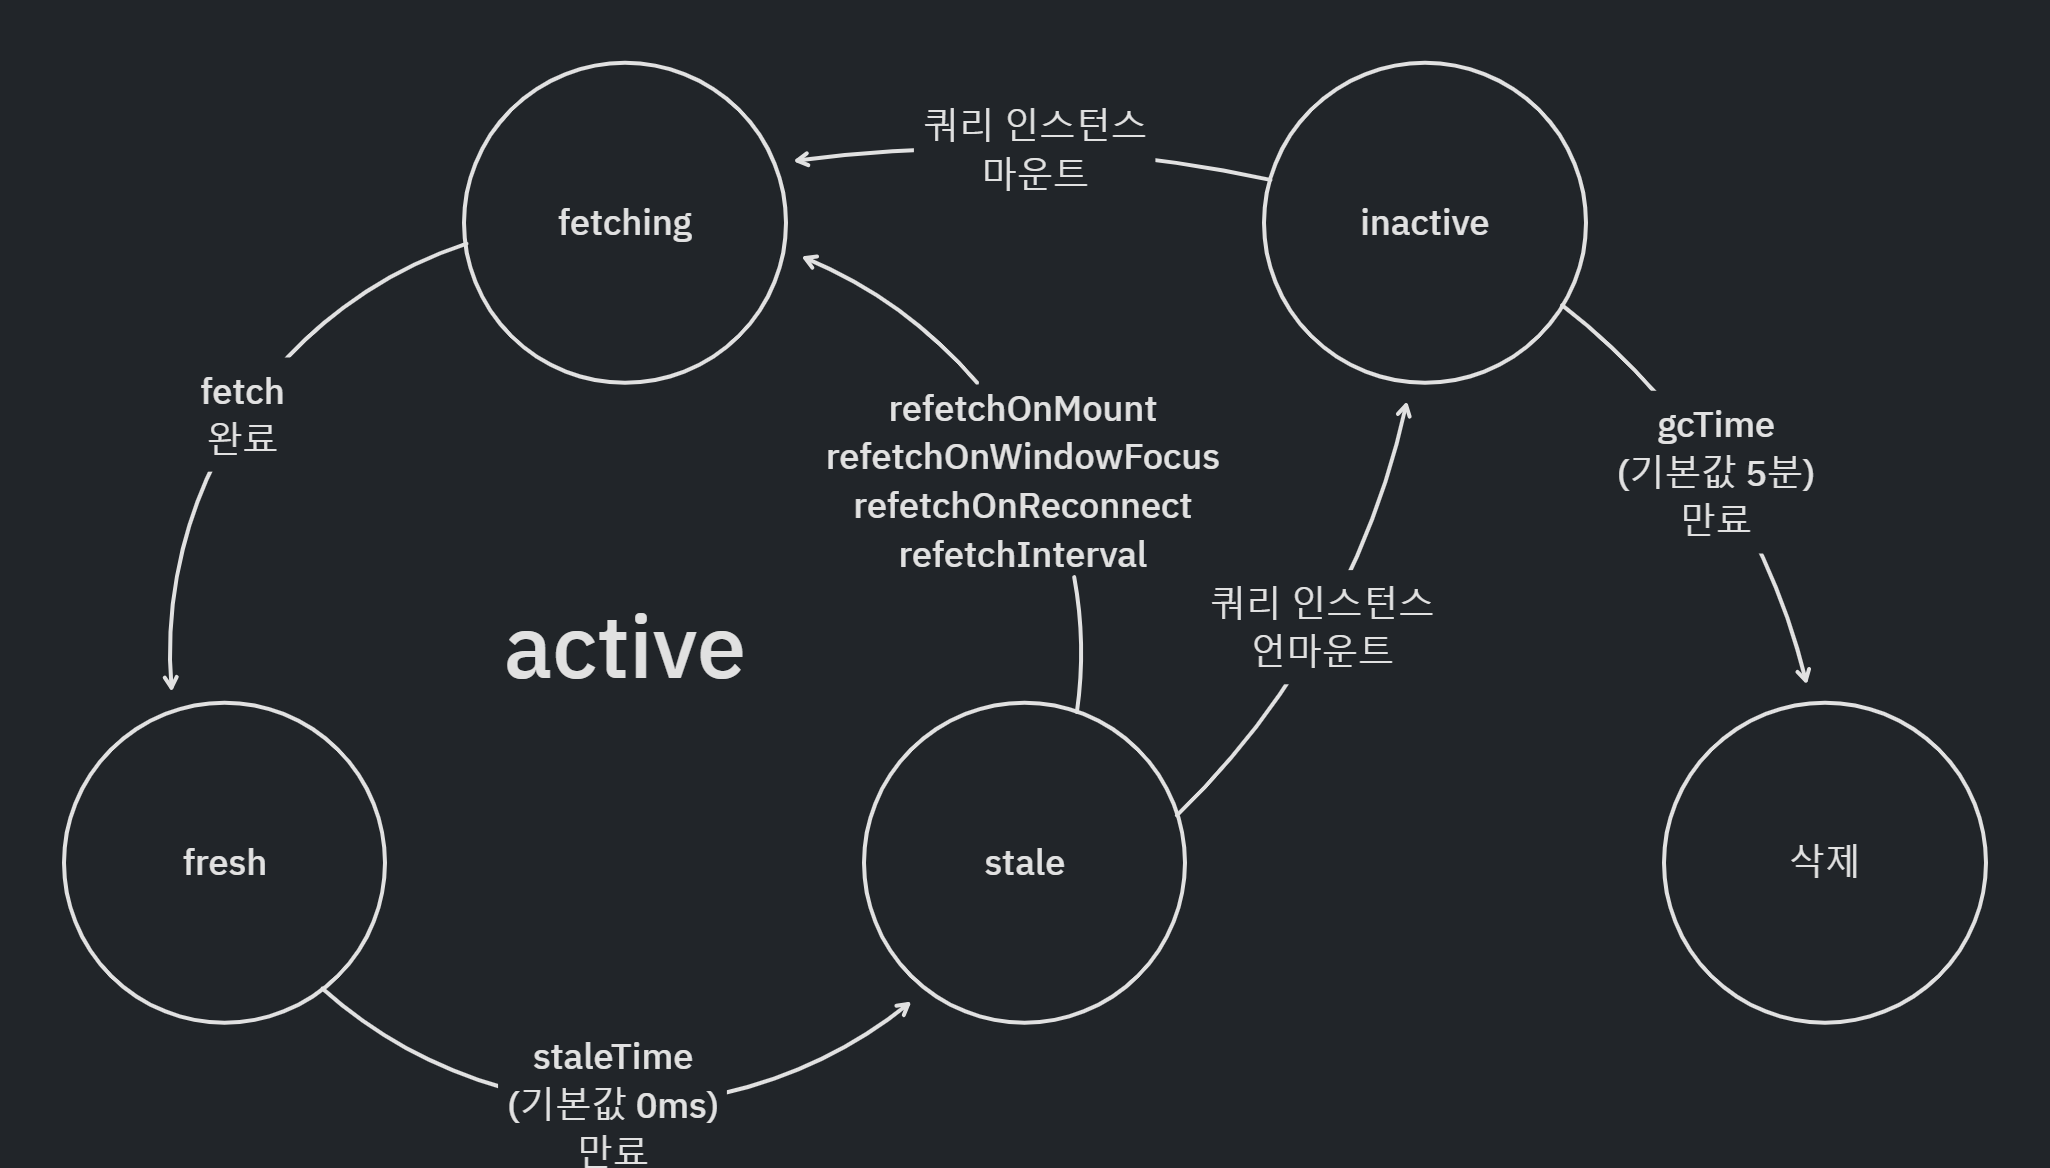 쿼리 인스턴스
마운트
fetching
inactive
fetch
완료
refetchOnMount
refetchOnWindowFocus
refetchOnReconnect
refetchInterval
gcTime
(기본값 5분)
만료
쿼리 인스턴스
언마운트
active
fresh
stale
삭제
staleTime
(기본값 0ms)
만료